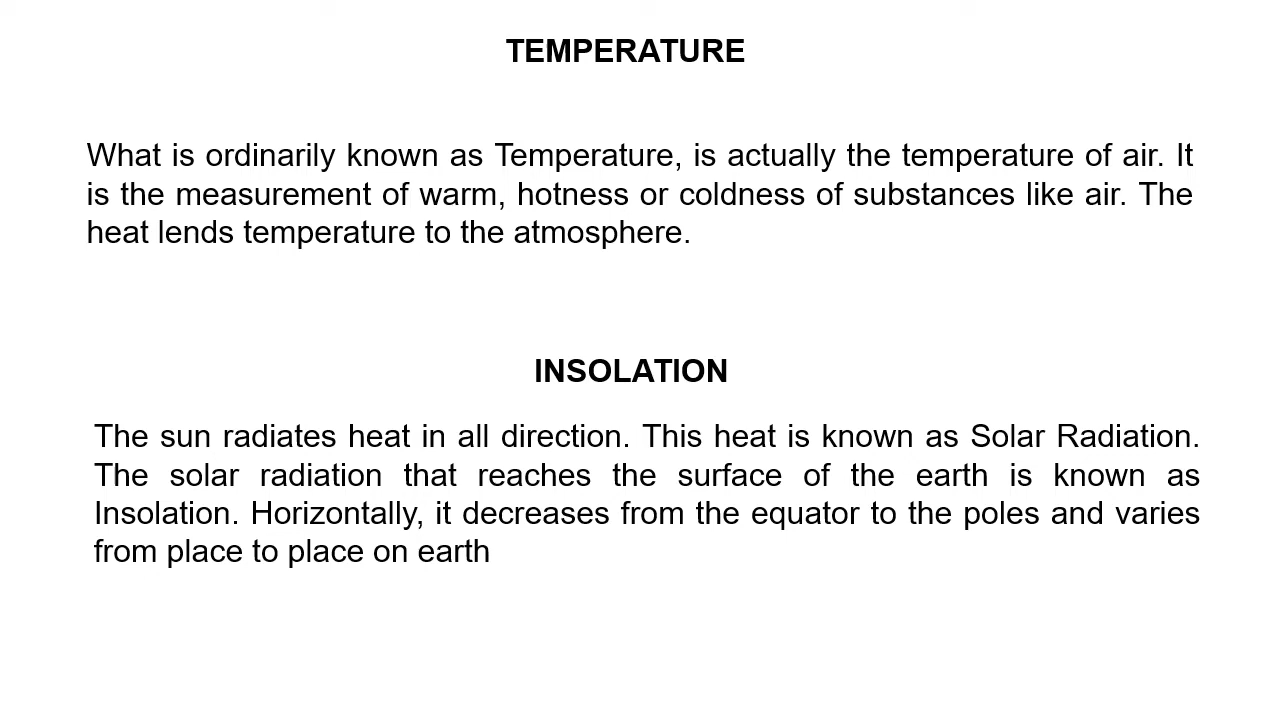 TEMPERATURE
What is ordinarily known as Temperature, is actually the temperature of air. It
is the measurement of warm, hotness or coldness of substances like air. The
heat lends temperature to the atmosphere.
INSOLATION
The sun radiates heat in all direction. This heat is known as Solar Radiation.
The solar radiation that reaches the surface of the earth is known as
Insolation. Horizontally, it decreases from the equator to the poles and varies
from place to place on earth